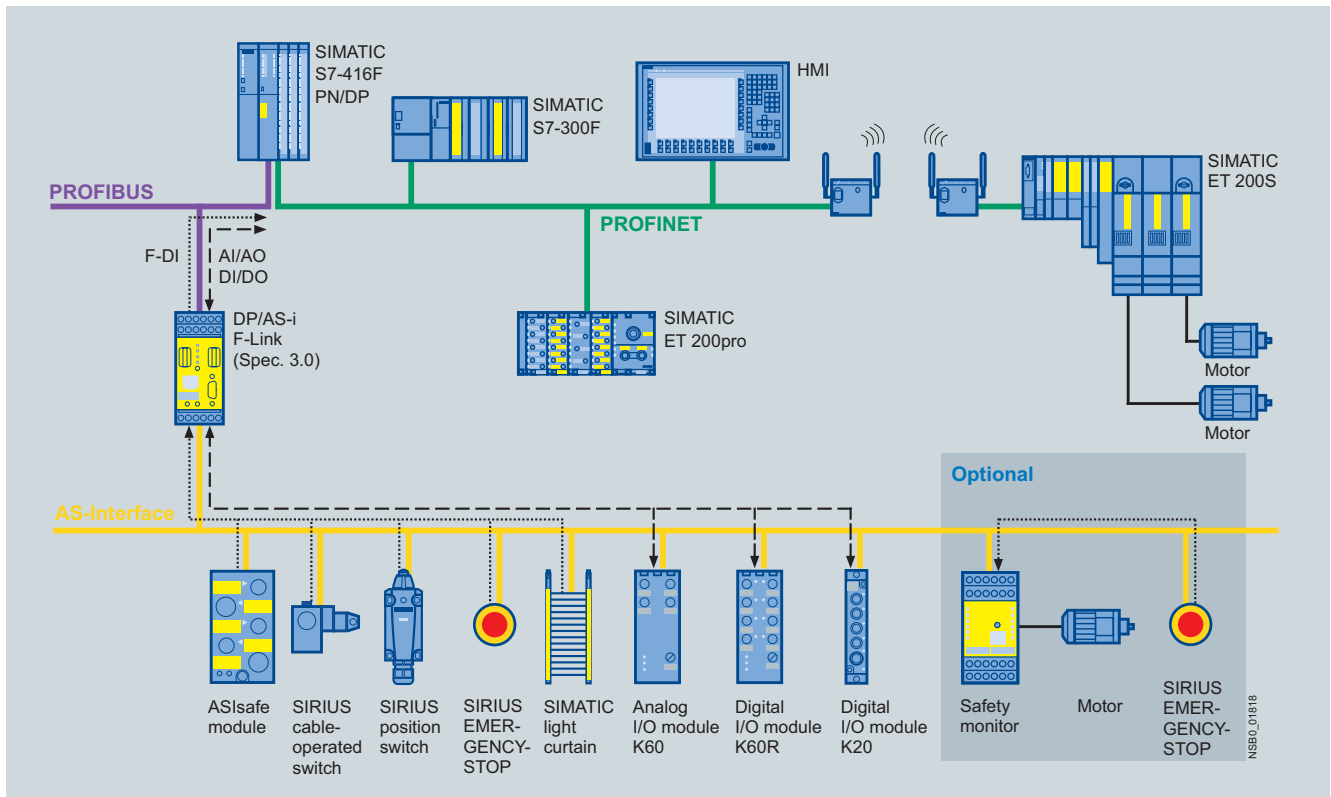 SIMATIC
S7-416F
PN/DP
SIMATIC
S7-300F
HMI
SIMATIC
ET 200S
PROFIBUS
PROFINET
F-DI
AI/AO
DI/DO
DP/AS-i
F-Link
(Spec. 3.0)
SIMATIC
ET 200pro
Motor
Motor
Optional
AS-Interface
ASIsafe
module
SIRIUS
cable-
operated
switch
SIRIUS
position
switch
SIRIUS
EMER-
GENCY-
STOP
SIMATIC
light
curtain
Analog
I/O module
K60
Digital
I/O module
K60R
Digital
I/O module
K20
Safety
monitor
Motor
SIRIUS
EMER-
GENCY-
STOP
NSB0_01818